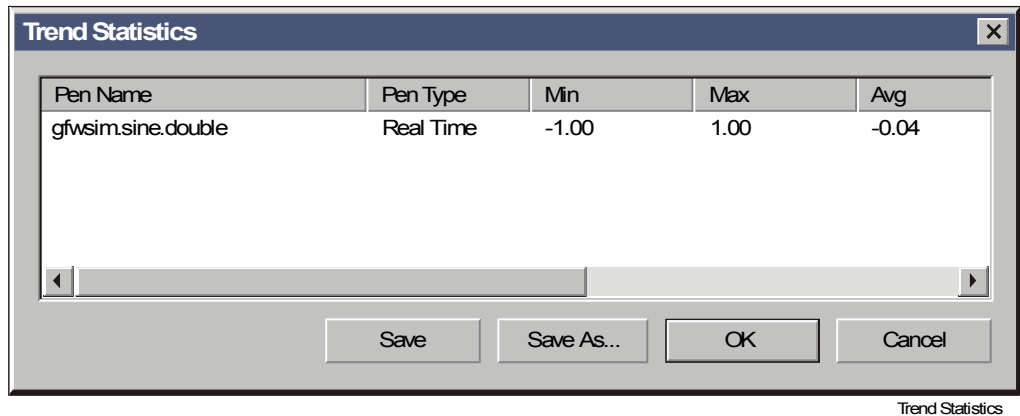 Trend Statistics
Pen Name Pen Type Min Max Avg
gfwsim.sine.double Real Time -1.00 1.00 -0.04
Save Save As... OK Cancel
Trend Statistics